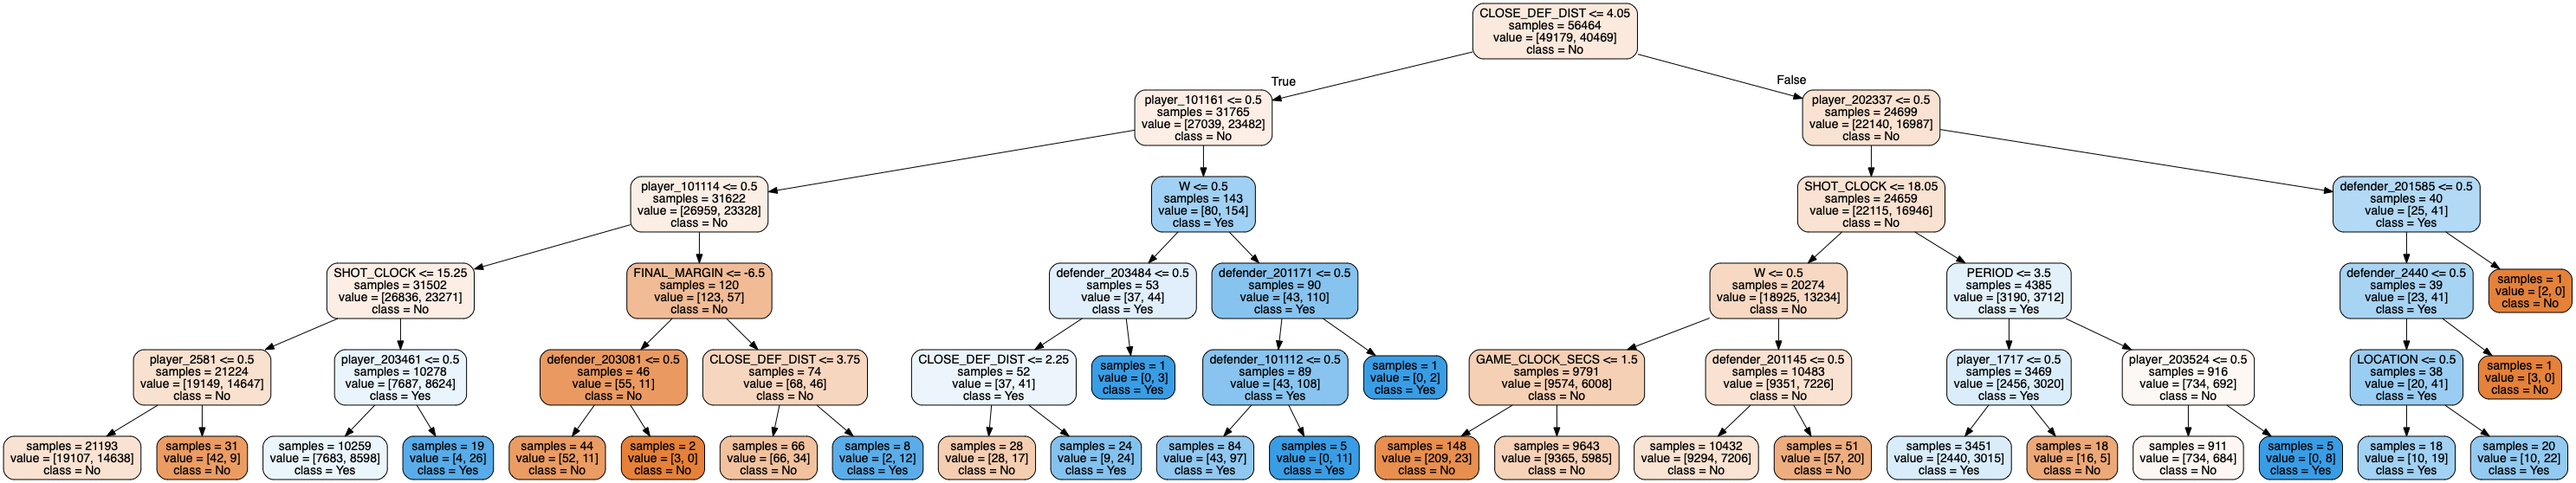 CLOSE_DEF_DIST <= 4.05
samples = 56464
value = [49179, 40469]
class = No
True
False
player_101161 <= 0.5
samples = 31765
value = [27039, 23482]
class = No
player_202337 <= 0.5
samples = 24699
value = [22140, 16987]
class = No
player_101114 <= 0.5
samples = 31622
value = [26959, 23328]
class = No
W <= 0.5
samples = 143
value = [80, 154]
class = Yes
SHOT_CLOCK <= 18.05
samples = 24659
value = [22115, 16946]
class = No
defender_201585 <= 0.5
samples = 40
value = [25, 41]
class = Yes
SHOT_CLOCK <= 15.25
samples = 31502
value = [26836, 23271]
class = No
FINAL_MARGIN <= -6.5
samples = 120
value = [123, 57]
class = No
defender_203484 <= 0.5
samples = 53
value = [37, 44]
class = Yes
defender_201171 <= 0.5
samples = 90
value = [43, 110]
class = Yes
W <= 0.5
samples = 20274
value = [18925, 13234]
class = No
PERIOD <= 3.5
samples = 4385
value = [3190, 3712]
class = Yes
defender_2440 <= 0.5
samples = 39
value = [23, 41]
class = Yes
samples = 1
value = [2, 0]
class = No
player_2581 <= 0.5
samples = 21224
value = [19149, 14647]
class = No
player_203461 <= 0.5
samples = 10278
value = [7687, 8624]
class = Yes
defender_203081 <= 0.5
samples = 46
value = [55, 11]
class = No
CLOSE_DEF_DIST <= 3.75
samples = 74
value = [68, 46]
class = No
CLOSE_DEF_DIST <= 2.25
samples = 52
value = [37, 41]
class = Yes
samples = 1
value = [0, 3]
class = Yes
defender_101112 <= 0.5
samples = 89
value = [43, 108]
class = Yes
samples = 1
value = [0, 2]
class = Yes
GAME_CLOCK_SECS <= 1.5
samples = 9791
value = [9574, 6008]
class = No
defender_201145 <= 0.5
samples = 10483
value = [9351, 7226]
class = No
player_1717 <= 0.5
samples = 3469
value = [2456, 3020]
class = Yes
player_203524 <= 0.5
samples = 916
value = [734, 692]
class = No
LOCATION <= 0.5
samples = 38
value = [20, 41]
class = Yes
samples = 1
value = [3, 0]
class = No
samples = 21193
value = [19107, 14638]
class = No
samples = 31
value = [42, 9]
class = No
samples = 10259
value = [7683, 8598]
class = Yes
samples = 19
value = [4, 26]
class = Yes
samples = 44
value = [52, 11]
class = No
samples = 2
value = [3, 0]
class = No
samples = 66
value = [66, 34]
class = No
samples = 8
value = [2, 12]
class = Yes
samples = 28
value = [28, 17]
class = No
samples = 24
value = [9, 24]
class = Yes
samples = 84
value = [43, 97]
class = Yes
samples = 5
value = [0, 11]
class = Yes
samples = 148
value = [209, 23]
class = No
samples = 9643
value = [9365, 5985]
class = No
samples = 10432
value = [9294, 7206]
class = No
samples = 51
value = [57, 20]
class = No
samples = 3451
value = [2440, 3015]
class = Yes
samples = 18
value = [16, 5]
class = No
samples = 911
value = [734, 684]
class = No
samples = 5
value = [0, 8]
class = Yes
samples = 18
value = [10, 19]
class = Yes
samples = 20
value = [10, 22]
class = Yes